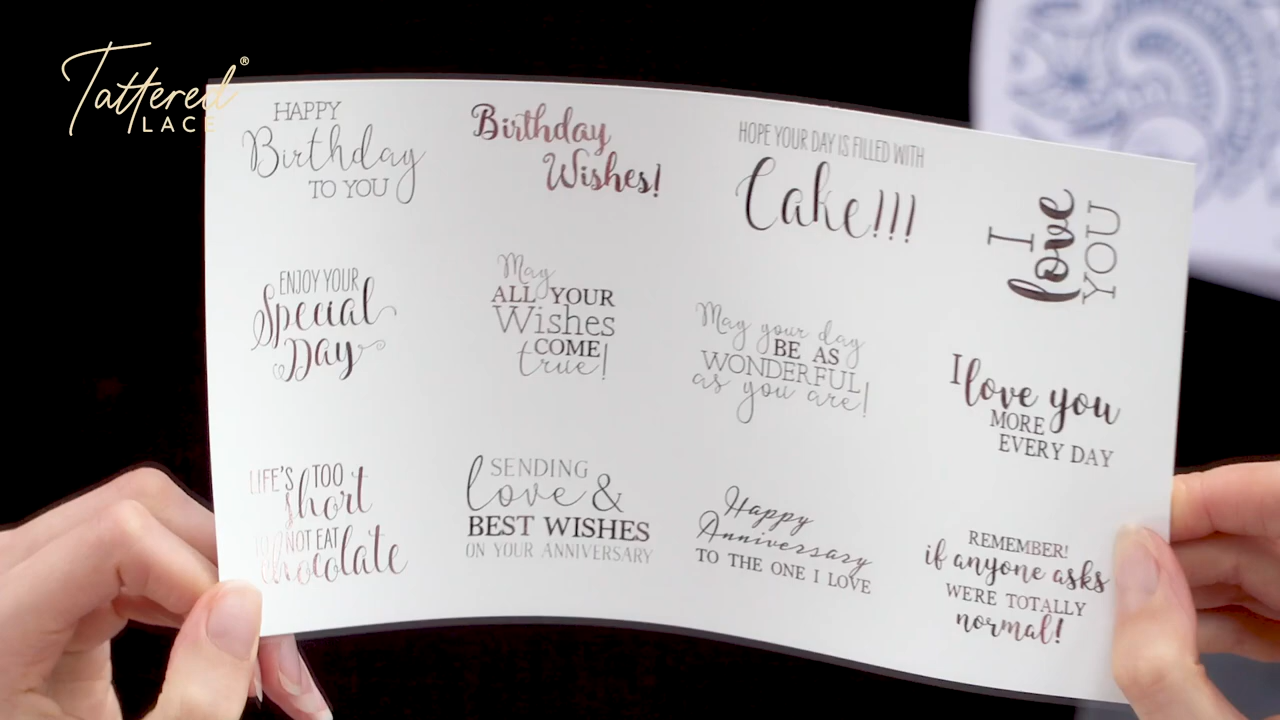 Tattered®
LACE
HAPPY
Birthday
TO YOU
Birthday
Wishes!
HOPE YOUR DAY IS FILLED WITH
Cake!!!
I
love
YOU
ENJOY YOUR
Special
Day
May
ALL YOUR
Wishes
COME
true!
May your day
BE AS
WONDERFUL
as you are!
I love you
MORE
EVERY DAY
LIFE'S TOO
short
TO NOT EAT
chocolate
SENDING
love &
BEST WISHES
ON YOUR ANNIVERSARY
Happy
Anniversary
TO THE ONE I LOVE
REMEMBER!
if anyone asks
WERE TOTALLY
normal!